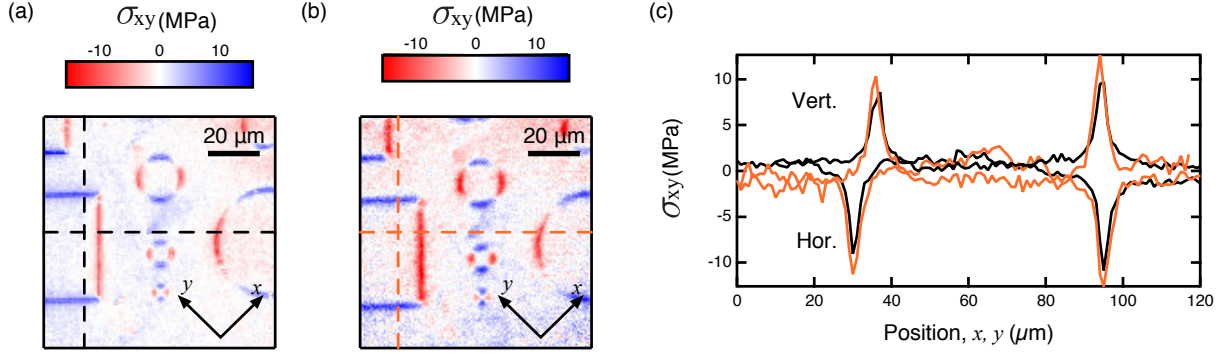 (a)
σxy (MPa)
-10 0 10
20 µm
y x
(b)
σxy (MPa)
-10 0 10
20 µm
y x
(c)
σxy (MPa)
10
5
0
-5
-10
Vert.
Hor.
0 20 40 60 80 100 120
Position, x, y (µm)